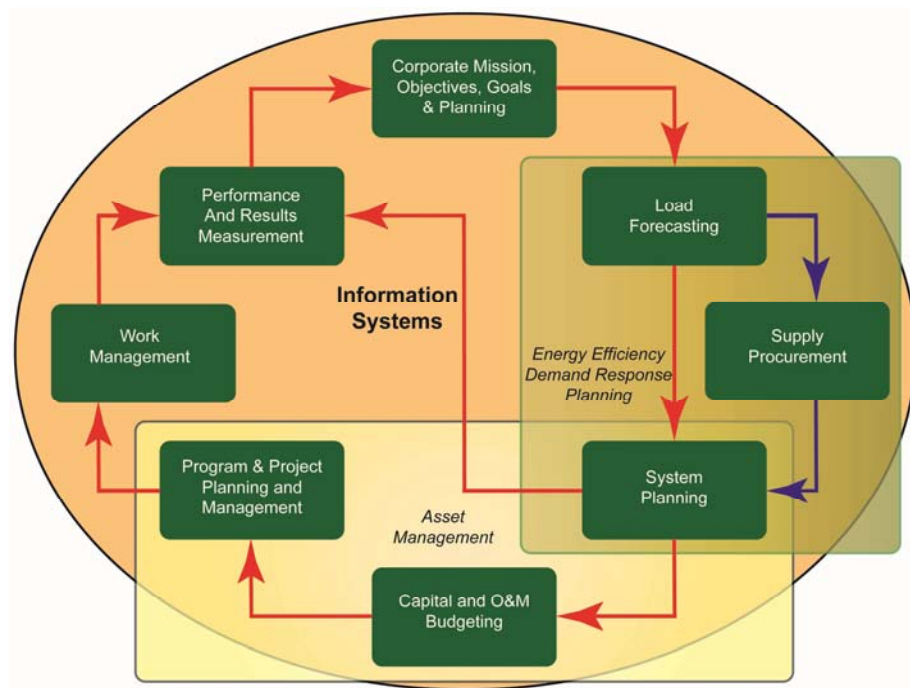 Corporate Mission,
Objectives, Goals
& Planning
Performance
And Results
Measurement
Load
Forecasting
Information
Systems
Work
Management
Energy Efficiency
Demand Response
Planning
Supply
Procurement
Program & Project
Planning and
Management
Asset
Management
System
Planning
Capital and O&M
Budgeting